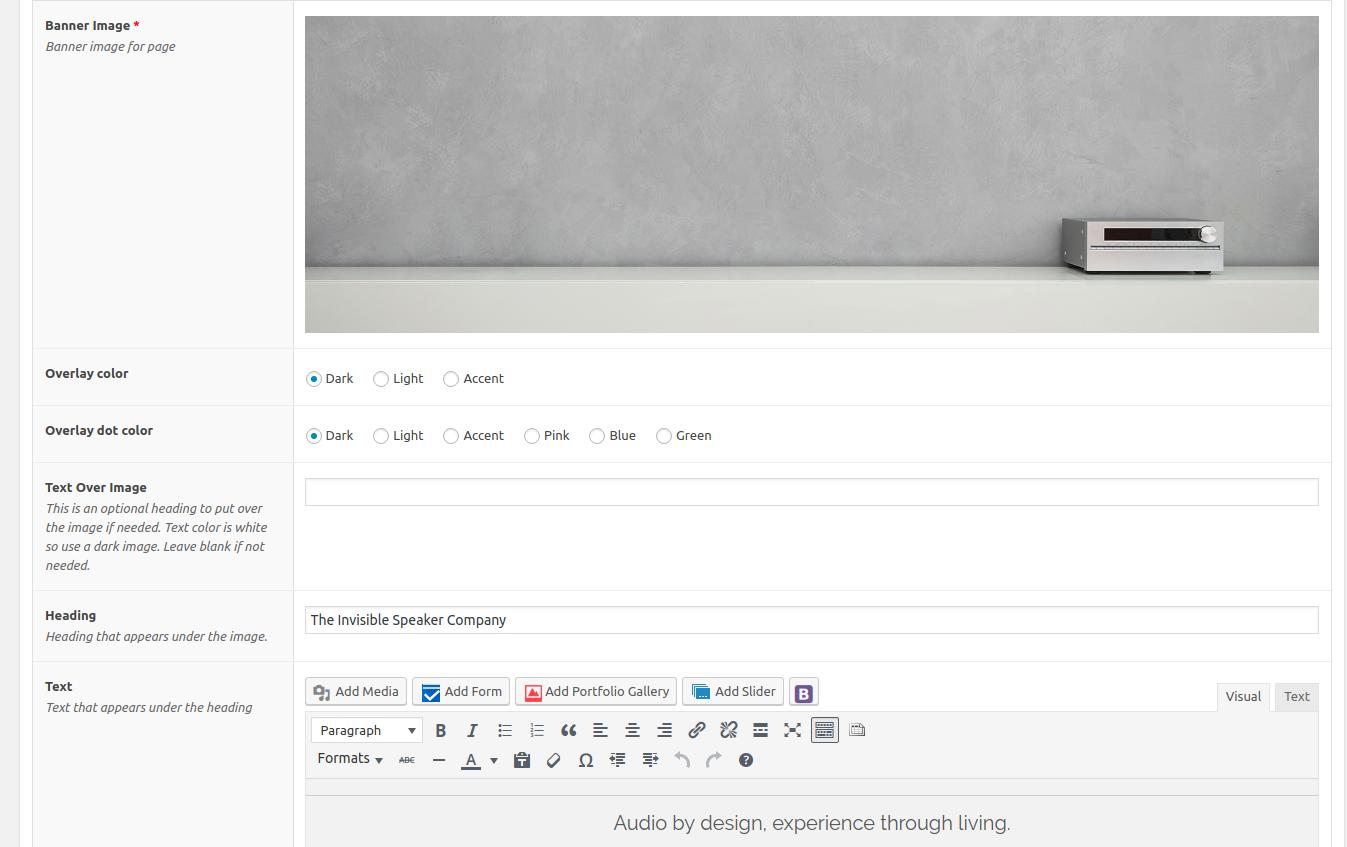 Banner Image *
Banner image for page
Overlay color
Dark Light Accent
Overlay dot color
Dark Light Accent Pink Blue Green
Text Over Image
This is an optional heading to put over
the image if needed. Text color is white
so use a dark image. Leave blank if not
needed.
Heading
Heading that appears under the image.
The Invisible Speaker Company
Text
Text that appears under the heading
Add Media Add Form Add Portfolio Gallery Add Slider B
Visual Text
Paragraph B I
Formats ABC A Ω
Audio by design, experience through living.